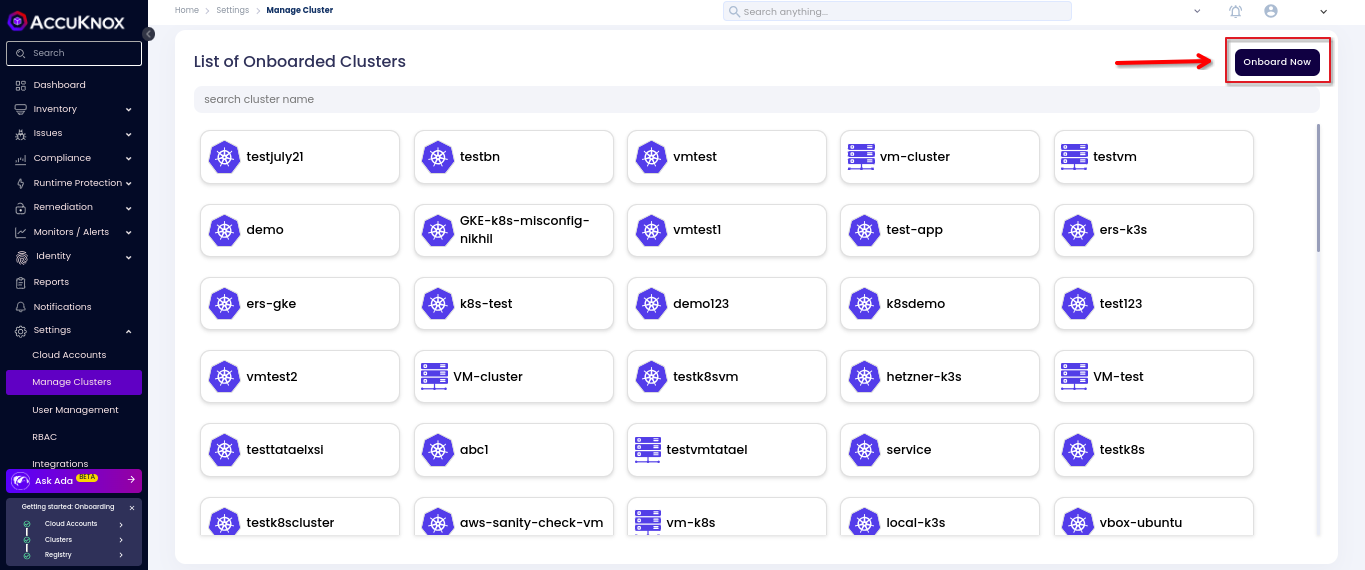 ACCUKNOX
Search
Dashboard
Inventory
Issues
Compliance
Runtime Protection
Remediation
Monitors / Alerts
Identity
Reports
Notifications
Settings
Cloud Accounts
Manage Clusters
User Management
RBAC
Integrations
Ask Ada BETA
Getting started: Onboarding
Cloud Accounts
Clusters
Registry
Home > Settings > Manage Cluster
Search anything...
List of Onboarded Clusters
Onboard Now
search cluster name
testjuly21
testbn
vmtest
vm-cluster
testvm
demo
GKE-k8s-misconfig-
nikhil
vmtest1
test-app
ers-k3s
ers-gke
k8s-test
demo123
k8sdemo
test123
vmtest2
VM-cluster
testk8svm
hetzner-k3s
VM-test
testtataelxsi
abc1
testvmtatael
service
testk8s
testk8scluster
aws-sanity-check-vm
vm-k8s
local-k3s
vbox-ubuntu